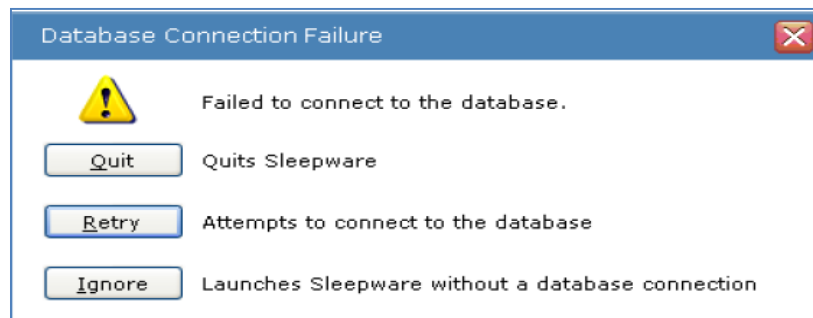 Database Connection Failure
Failed to connect to the database.
Quit Quits Sleepware
Retry Attempts to connect to the database
Ignore Launches Sleepware without a database connection